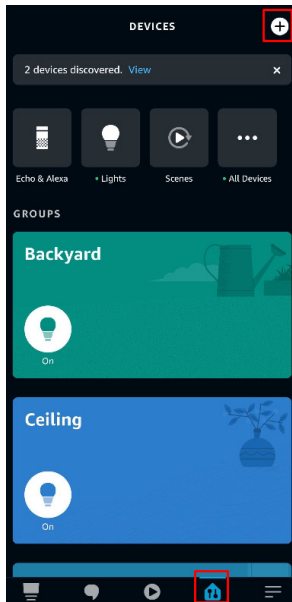 DEVICES
2 devices discovered. View
Echo & Alexa
Lights
Scenes
All Devices
GROUPS
Backyard
On
Ceiling
On